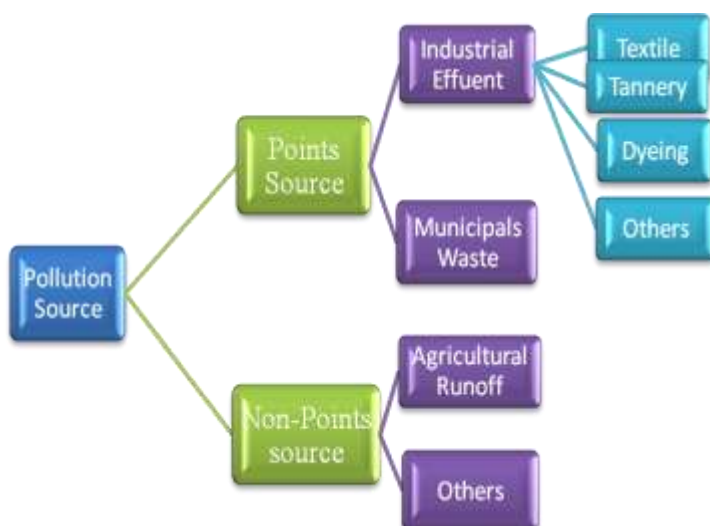 Pollution
Source
Points
Source
Non-Points
source
Industrial
Effuent
Municipals
Waste
Agricultural
Runoff
Others
Textile
Tannery
Dyeing
Others